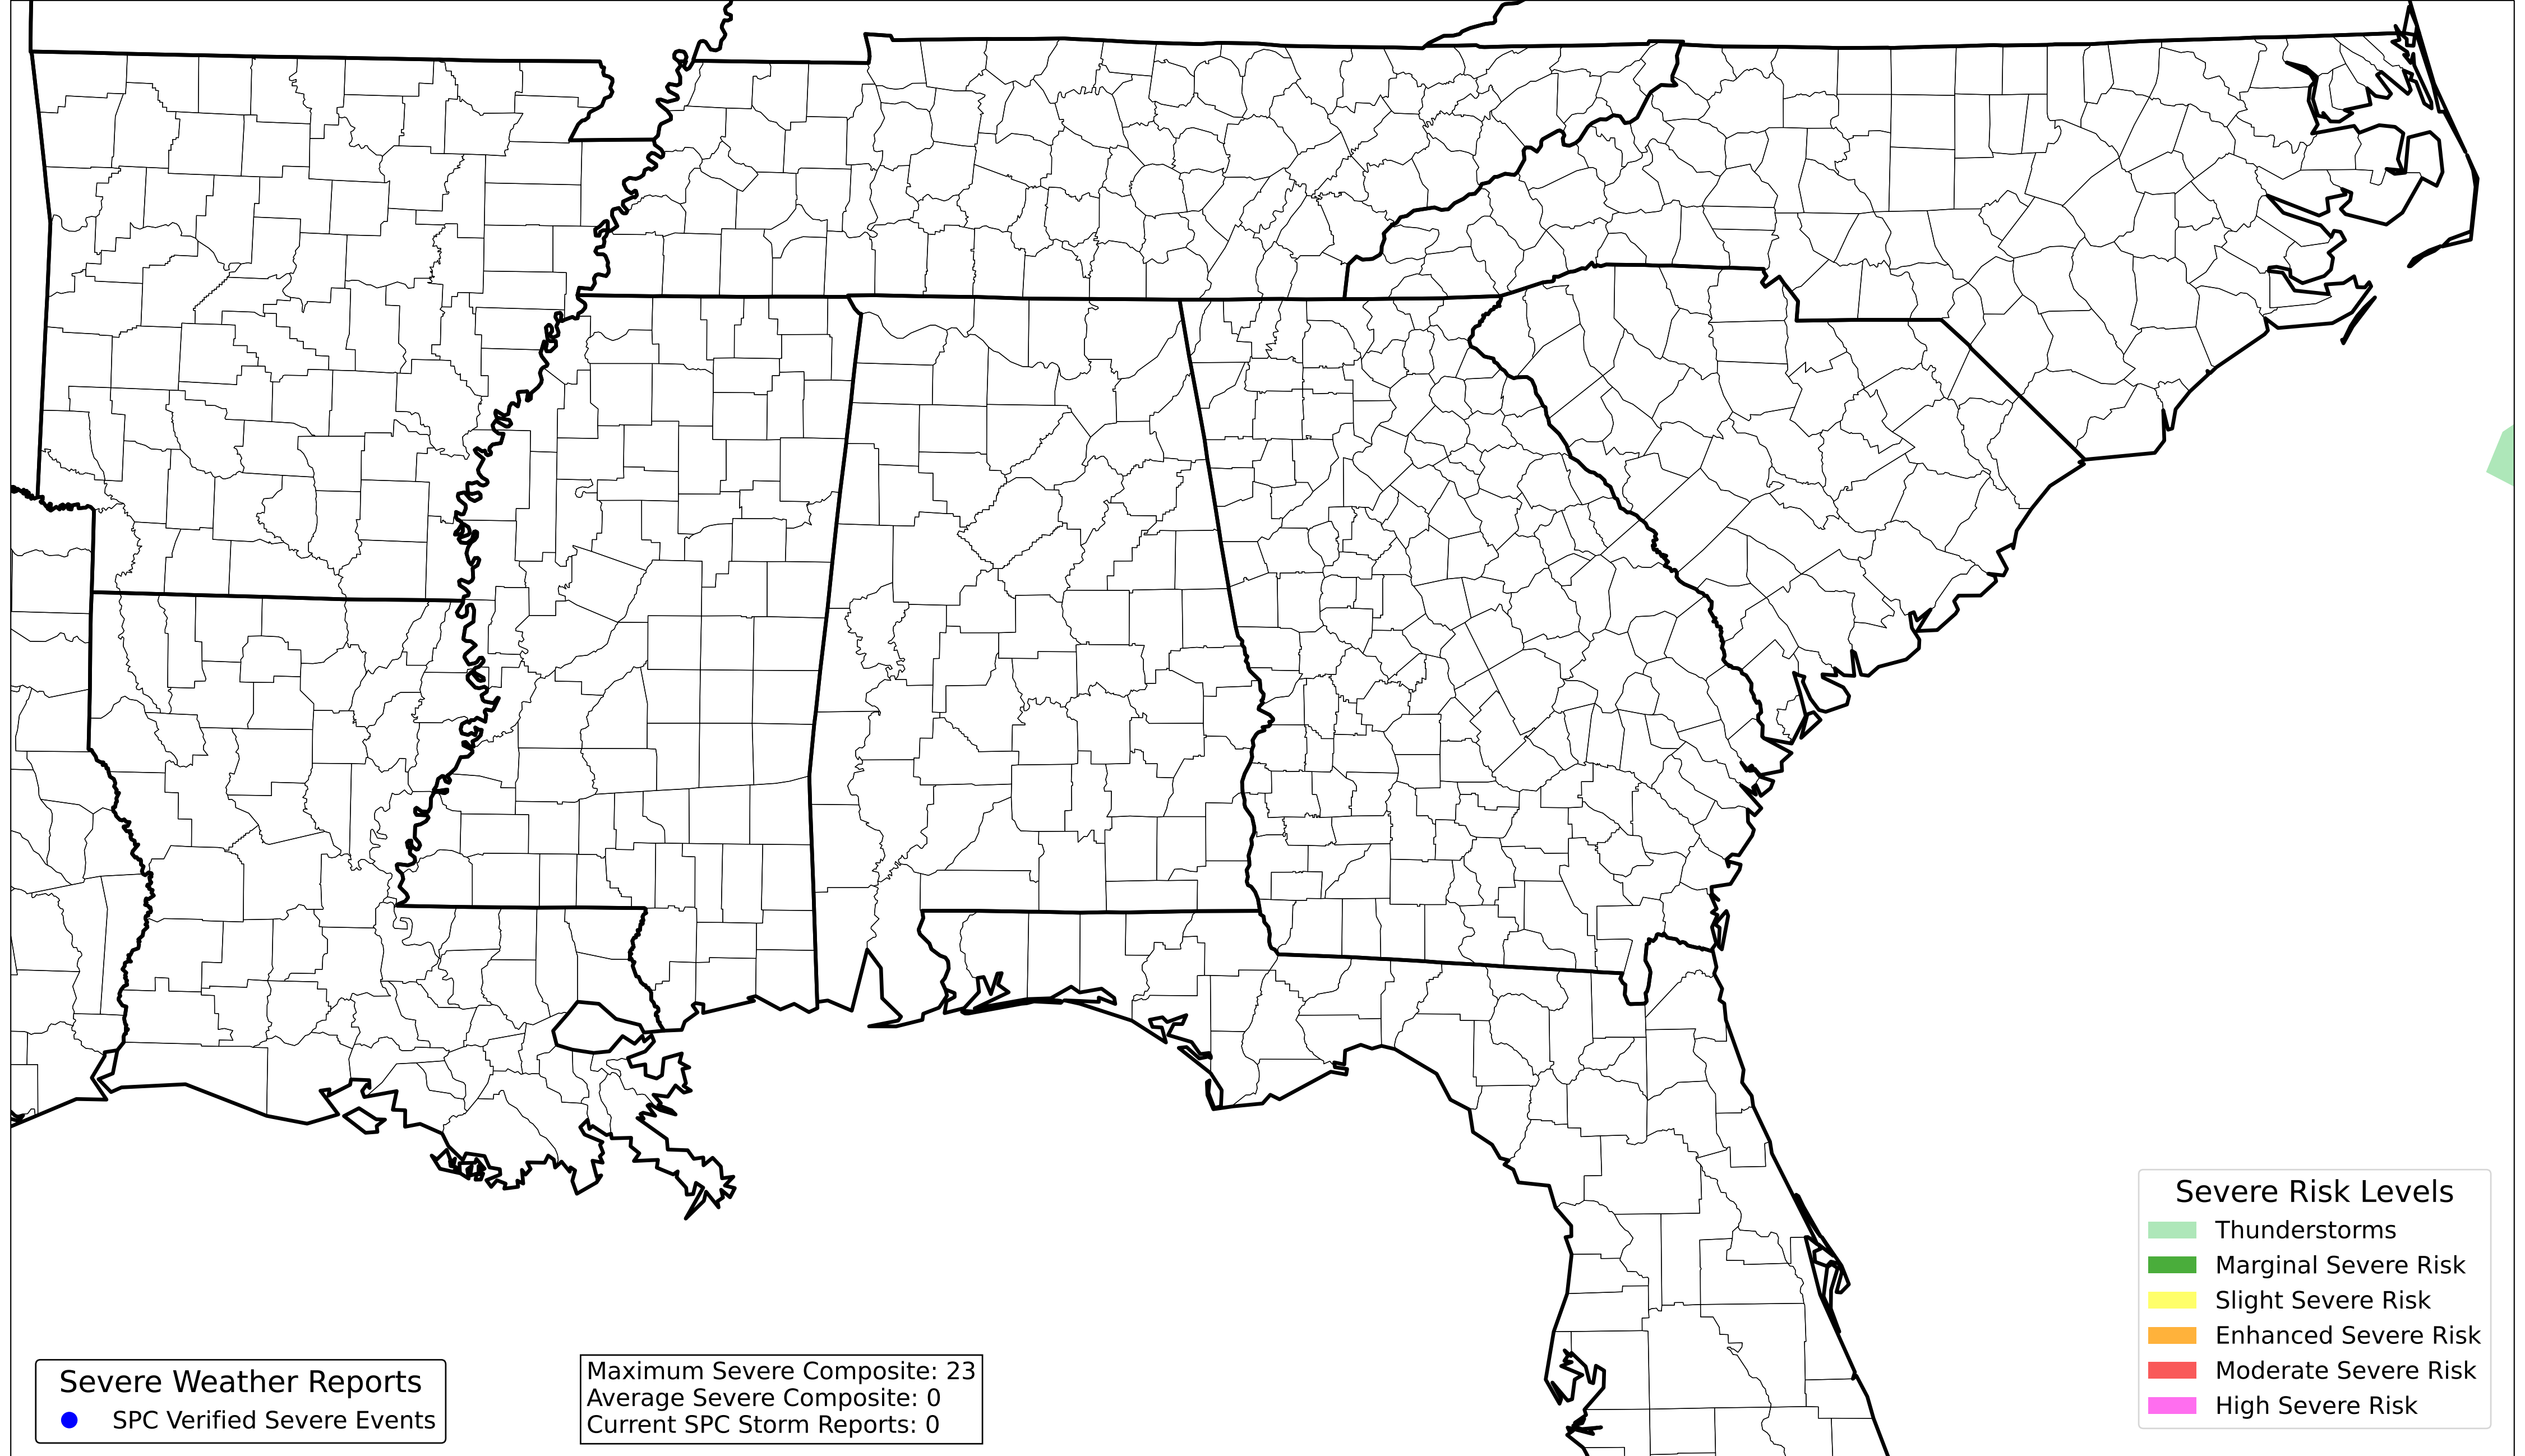 Severe Risk Levels
Thunderstorms
Marginal Severe Risk
Slight Severe Risk
Enhanced Severe Risk
Moderate Severe Risk
High Severe Risk
Severe Weather Reports
SPC Verified Severe Events
Maximum Severe Composite: 23
Average Severe Composite: 0
Current SPC Storm Reports: 0